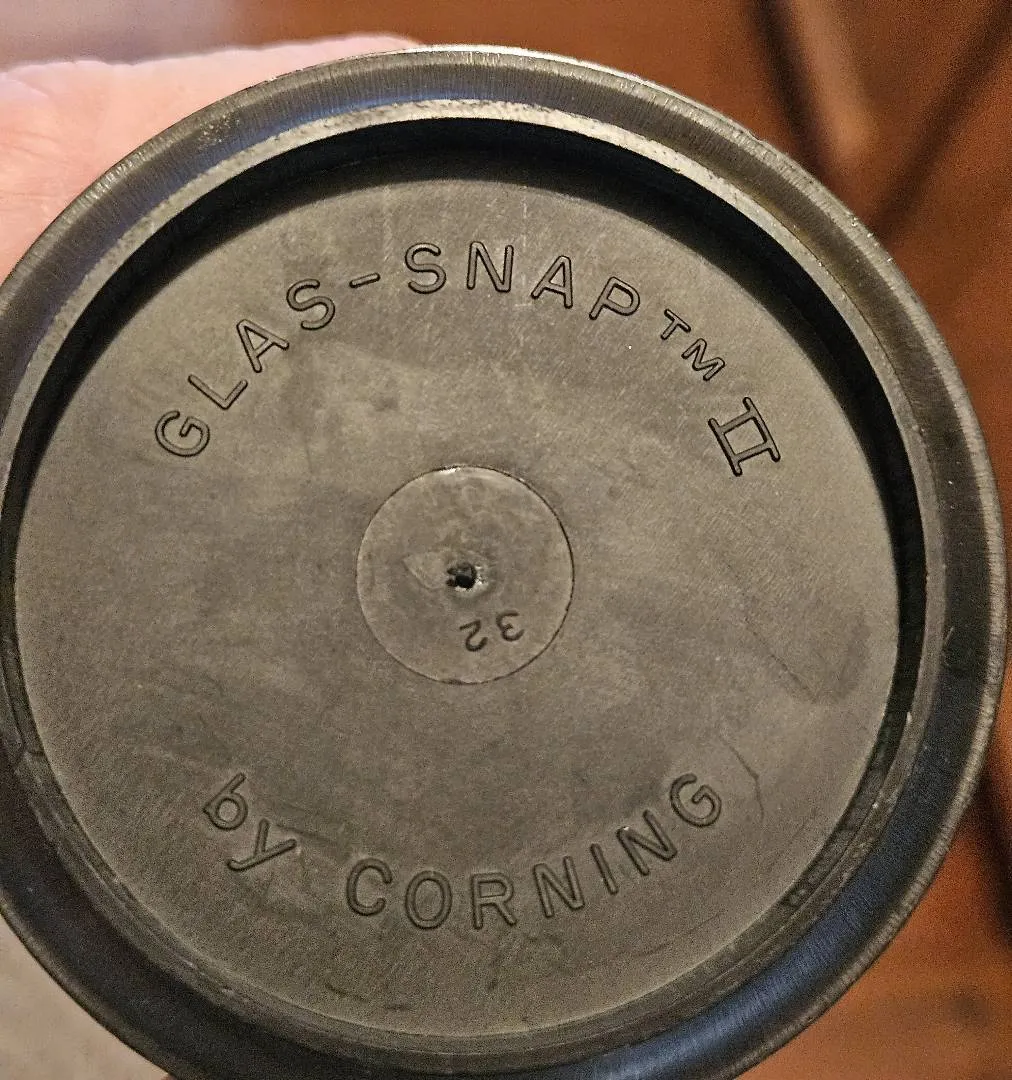 GLAS-SNAP™ II
32
by CORNING